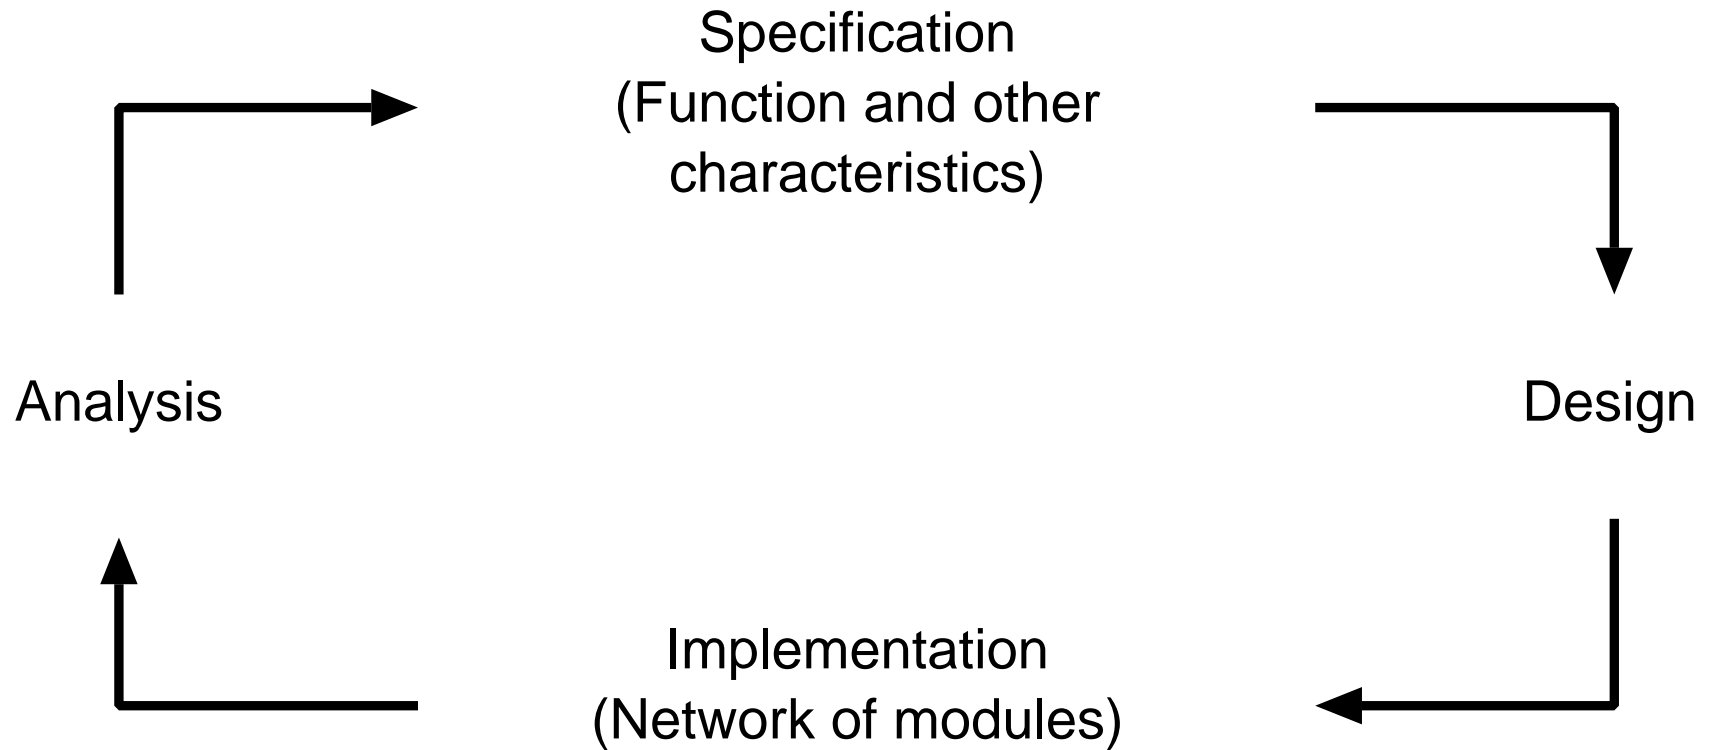 Specification
(Function and other
characteristics)
Analysis
Design
Implementation
(Network of modules)